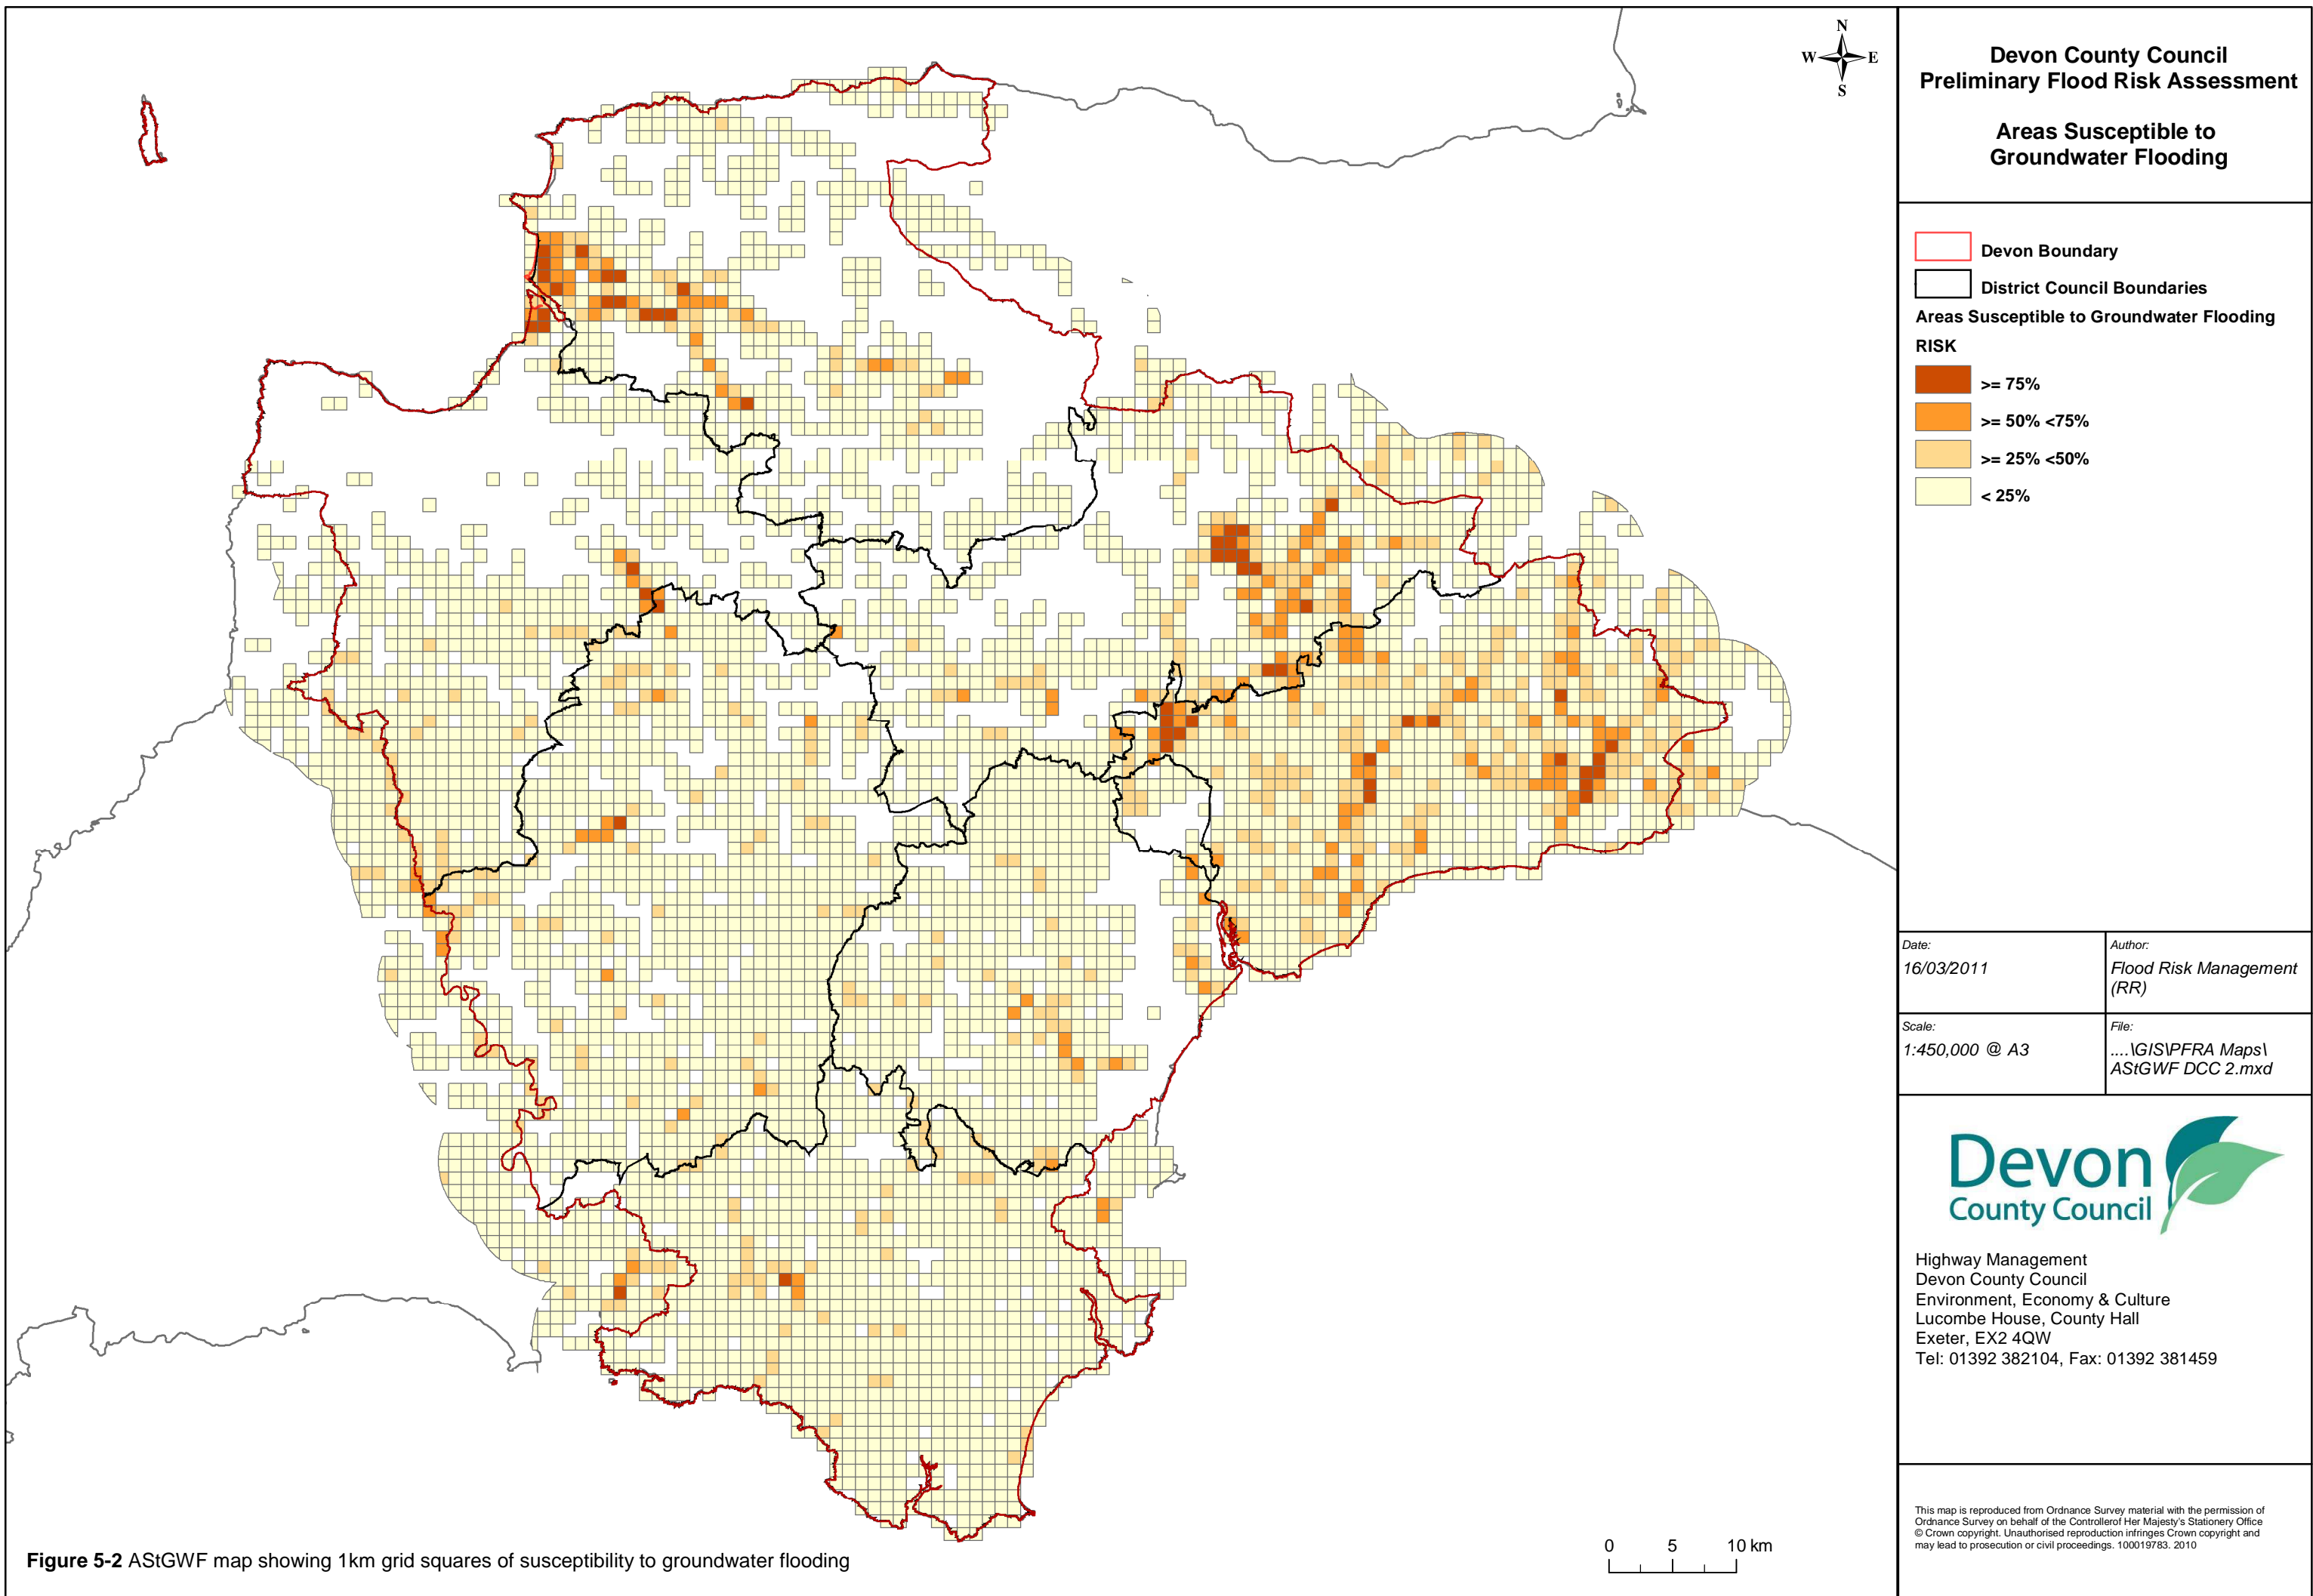 N
W E
S
Devon County Council
Preliminary Flood Risk Assessment
Areas Susceptible to
Groundwater Flooding
Devon Boundary
District Council Boundaries
Areas Susceptible to Groundwater Flooding
RISK
>= 75%
>= 50% <75%
>= 25% <50%
< 25%
Date:
16/03/2011
Author:
Flood Risk Management
(RR)
Scale:
1:450,000 @ A3
File:
....\GIS\PFRA Maps\
AStGWF DCC 2.mxd
Devon
County Council
Highway Management
Devon County Council
Environment, Economy & Culture
Lucombe House, County Hall
Exeter, EX2 4QW
Tel: 01392 382104, Fax: 01392 381459
This map is reproduced from Ordnance Survey material with the permission of
Ordnance Survey on behalf of the Controllerof Her Majesty's Stationery Office
© Crown copyright. Unauthorised reproduction infringes Crown copyright and
may lead to prosecution or civil proceedings. 100019783. 2010
0 5 10 km
Figure 5-2 AStGWF map showing 1km grid squares of susceptibility to groundwater flooding